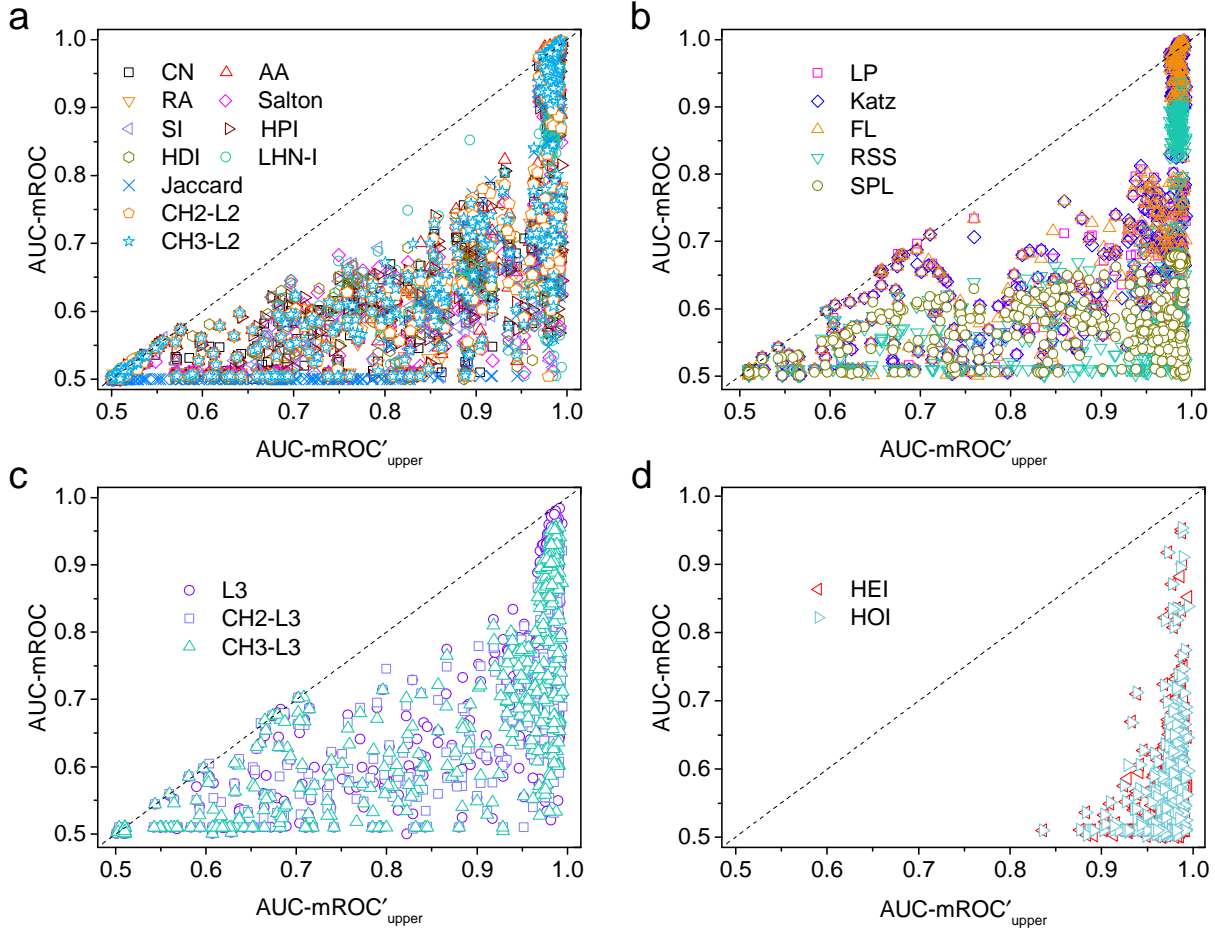 a
1.0
0.9
0.8
0.7
0.6
0.5
AUC-mROC
CN AA
RA Salton
SI HPI
HDI LHN-I
Jaccard
CH2-L2
CH3-L2
0.5 0.6 0.7 0.8 0.9 1.0
AUC-mROC′upper
b
1.0
0.9
0.8
0.7
0.6
0.5
AUC-mROC
LP
Katz
FL
RSS
SPL
0.5 0.6 0.7 0.8 0.9 1.0
AUC-mROC′upper
c
1.0
0.9
0.8
0.7
0.6
0.5
AUC-mROC
L3
CH2-L3
CH3-L3
0.5 0.6 0.7 0.8 0.9 1.0
AUC-mROC′upper
d
1.0
0.9
0.8
0.7
0.6
0.5
AUC-mROC
HEI
HOI
0.5 0.6 0.7 0.8 0.9 1.0
AUC-mROC′upper